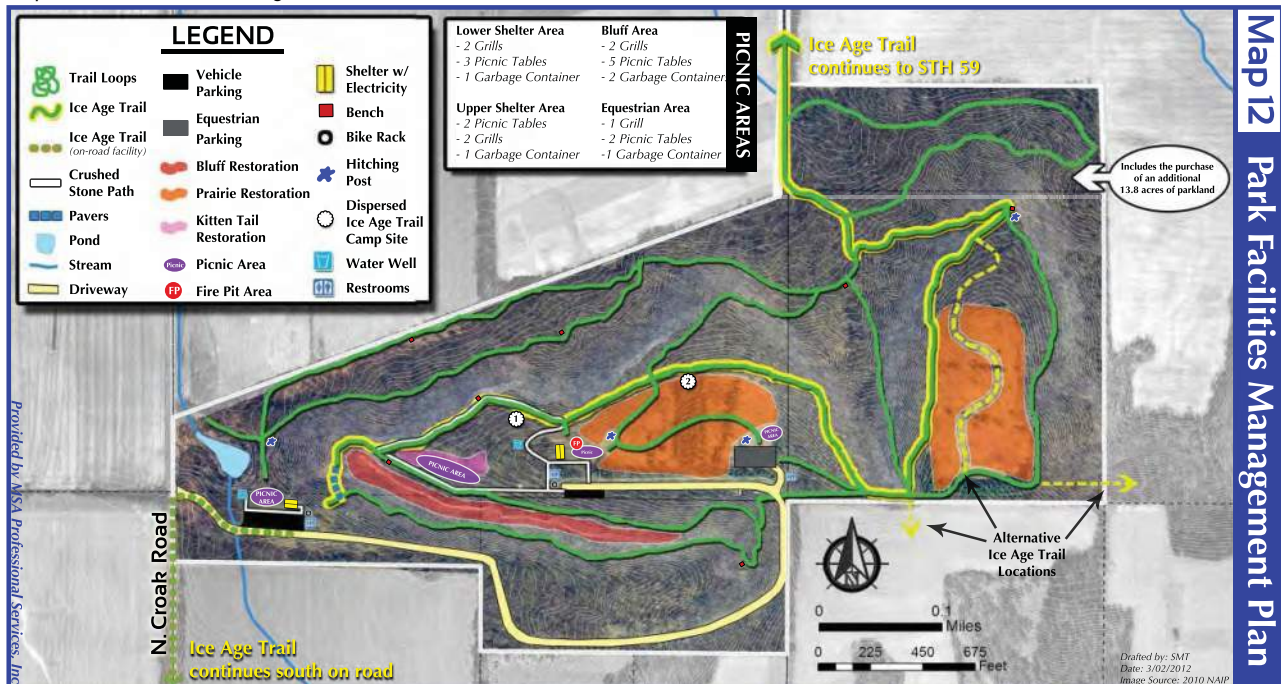 LEGEND
Trail Loops
Ice Age Trail
Ice Age Trail
(on-road facility)
Crushed
Stone Path
Pavers
Pond
Stream
Driveway
Vehicle
Parking
Equestrian
Parking
Bluff Restoration
Prairie Restoration
Kitten Tail
Restoration
Picnic
Picnic Area
FP
Fire Pit Area
Shelter w/
Electricity
Bench
Bike Rack
Hitching
Post
Dispersed
Ice Age Trail
Camp Site
Water Well
Restrooms
Lower Shelter Area
- 2 Grills
- 3 Picnic Tables
- 1 Garbage Container
Bluff Area
- 2 Grills
- 5 Picnic Tables
- 2 Garbage Container
Upper Shelter Area
- 2 Picnic Tables
- 2 Grills
- 1 Garbage Container
Equestrian Area
- 1 Grill
- 2 Picnic Tables
-1 Garbage Container
PICNIC AREAS
Ice Age Trail
continues to STH 59
Includes the purchase
of an additional
13.8 acres of parkland
Map 12
Park Facilities Management Plan
1
2
FP
Picnic
PICNIC
AREA
PICNIC AREA
PICNIC
AREA
N. Croak Road
Ice Age Trail
continues south on road
Alternative
Ice Age Trail
Locations
N
0
0.1
Miles
0
225
450
675
Feet
Provided by MSA Professional Services, Inc
Drafted by: SMT
Date: 3/02/2012
Image Source: 2010 NAIP